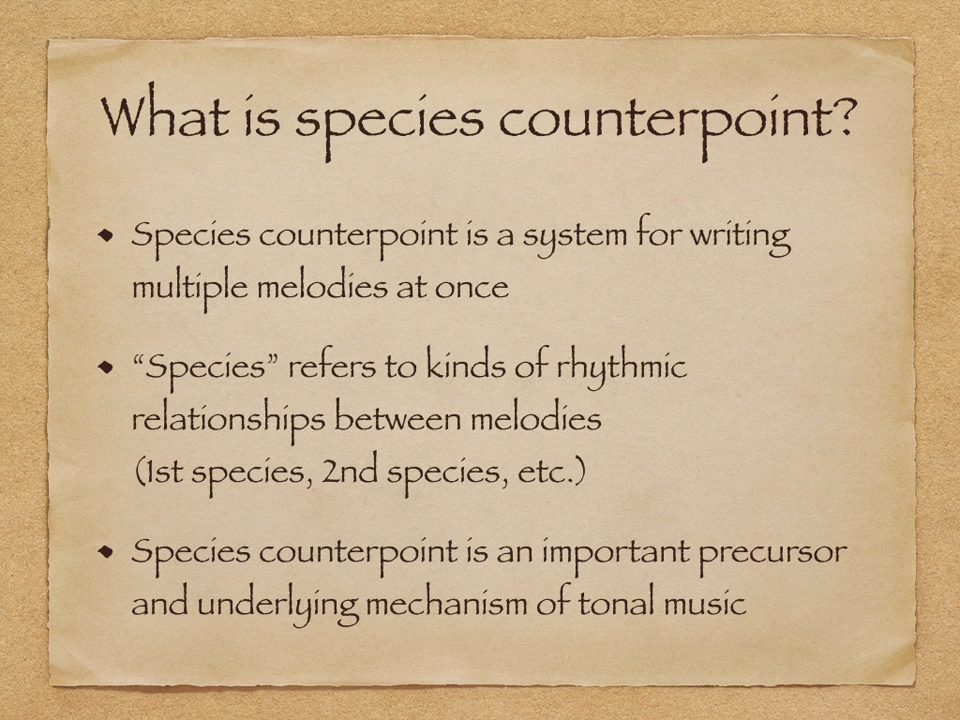 What is species counterpoint?
Species counterpoint is a system for writing
multiple melodies at once
“Species” refers to kinds of rhythmic
relationships between melodies
(1st species, 2nd species, etc.)
Species counterpoint is an important precursor
and underlying mechanism of tonal music